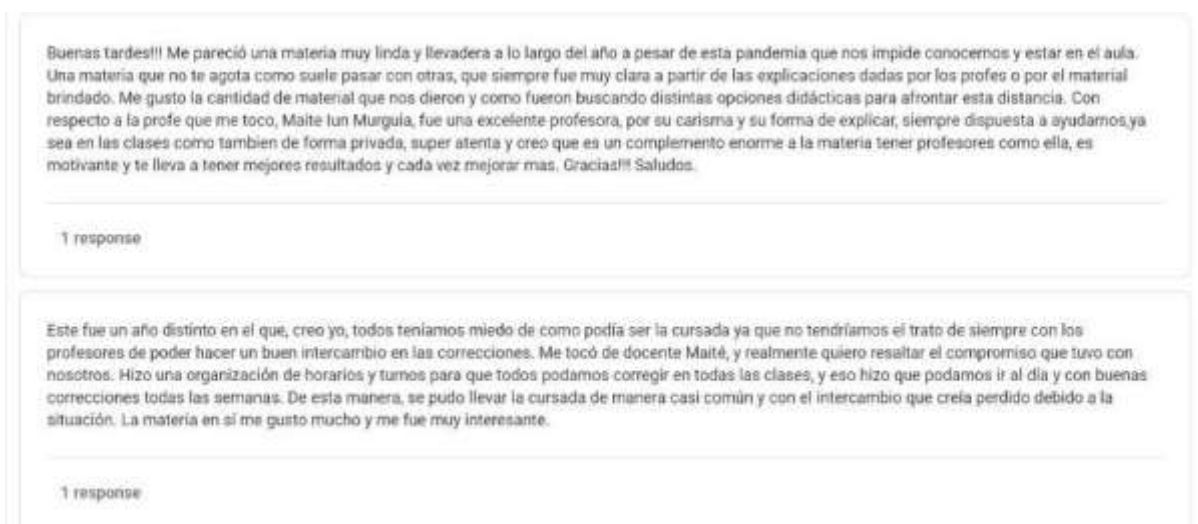 Buenas tardes!!! Me pareció una materia muy linda y llevadera a lo largo del año a pesar de esta pandemia que nos impide conocernos y estar en el aula.
Una materia que no te agota como suele pasar con otras, que siempre fue muy clara a partir de las explicaciones dadas por los profes o por el material
brindado. Me gusto la cantidad de material que nos dieron y como fueron buscando distintas opciones didácticas para afrontar esta distancia. Con
respecto a la profe que me toco, Maite Iun Murguia, fue una excelente profesora, por su carisma y su forma de explicar, siempre dispuesta a ayudarnos,ya
sea en las clases como tambien de forma privada, super atenta y creo que es un complemento enorme a la materia tener profesores como ella, es
motivante y te lleva a tener mejores resultados y cada vez mejorar mas. Gracias!!! Saludos.
1 response
Este fue un año distinto en el que, creo yo, todos teníamos miedo de como podía ser la cursada ya que no tendríamos el trato de siempre con los
profesores de poder hacer un buen intercambio en las correcciones. Me tocó de docente Maité, y realmente quiero resaltar el compromiso que tuvo con
nosotros. Hizo una organización de horarios y turnos para que todos podamos corregir en todas las clases, y eso hizo que podamos ir al día y con buenas
correcciones todas las semanas. De esta manera, se pudo llevar la cursada de manera casi común y con el intercambio que creía perdido debido a la
situación. La materia en sí me gusto mucho y me fue muy interesante.
1 response